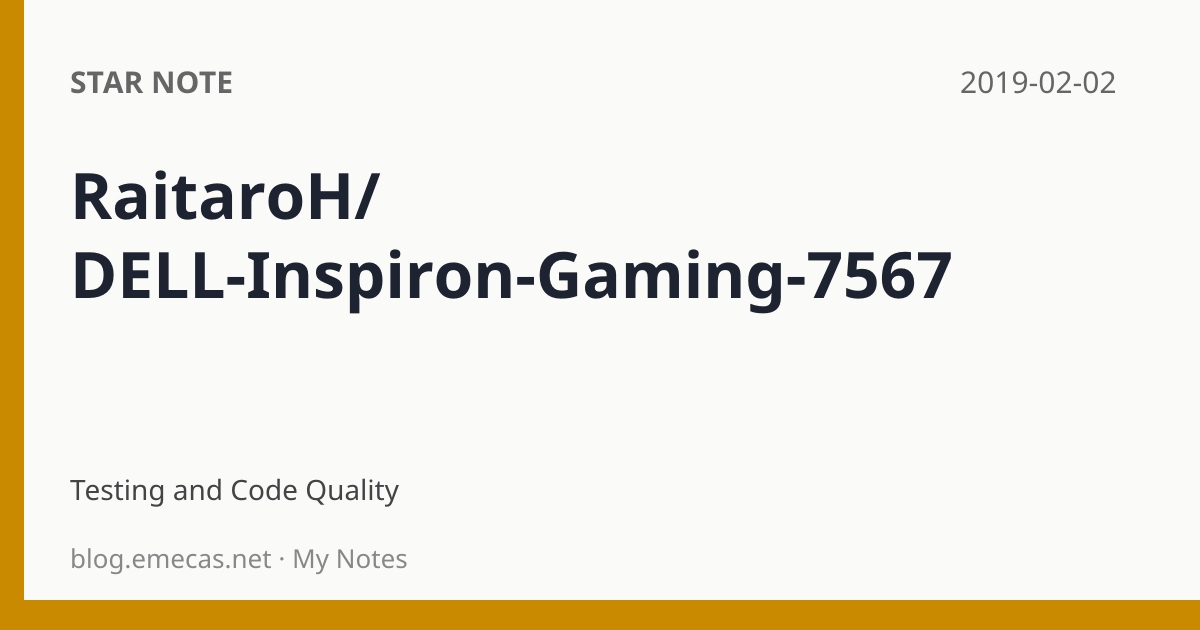 STAR NOTE
2019-02-02
RaitaroH/
DELL-Inspiron-Gaming-7567
Testing and Code Quality
blog.emecas.net · My Notes